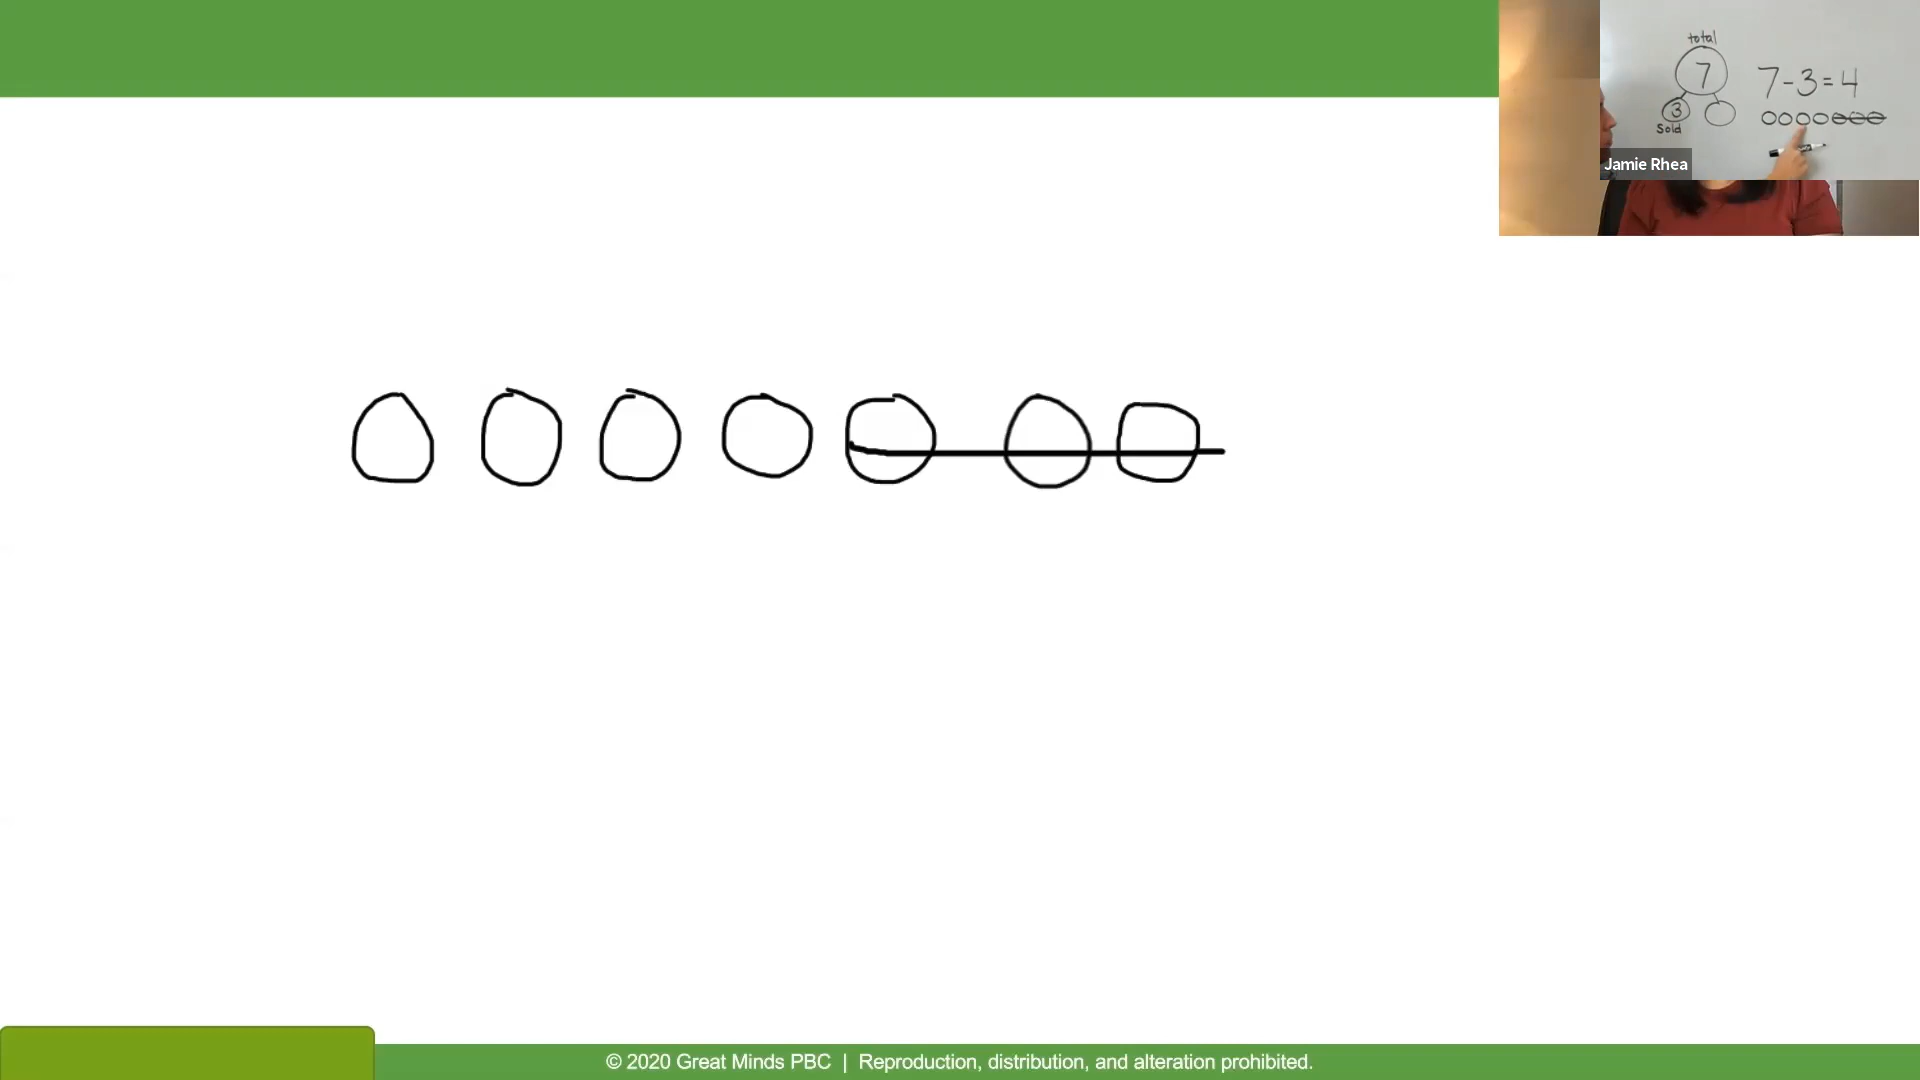 total
7
3
Sold
7-3=4
Jamie Rhea
© 2020 Great Minds PBC | Reproduction, distribution, and alteration prohibited.